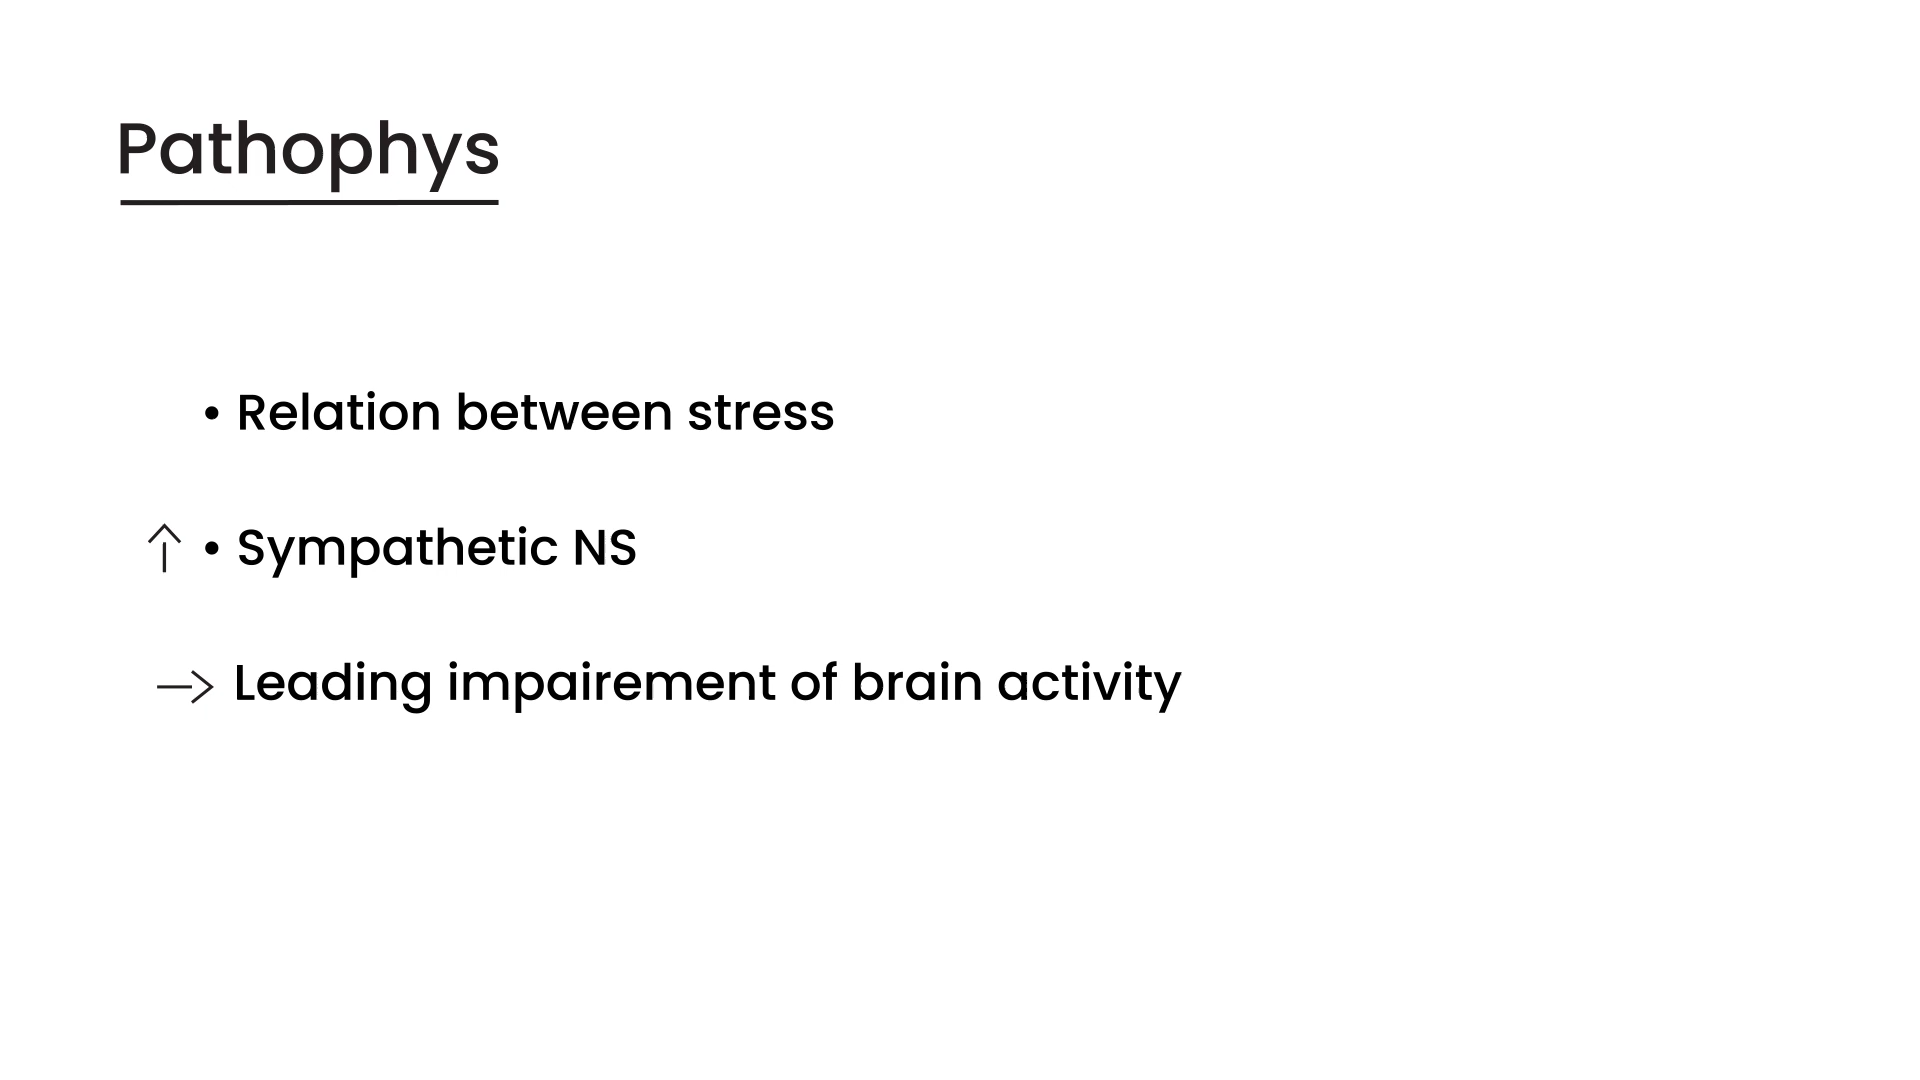 Pathophys
• Relation between stress
↑ • Sympathetic NS
→ Leading impairement of brain activity